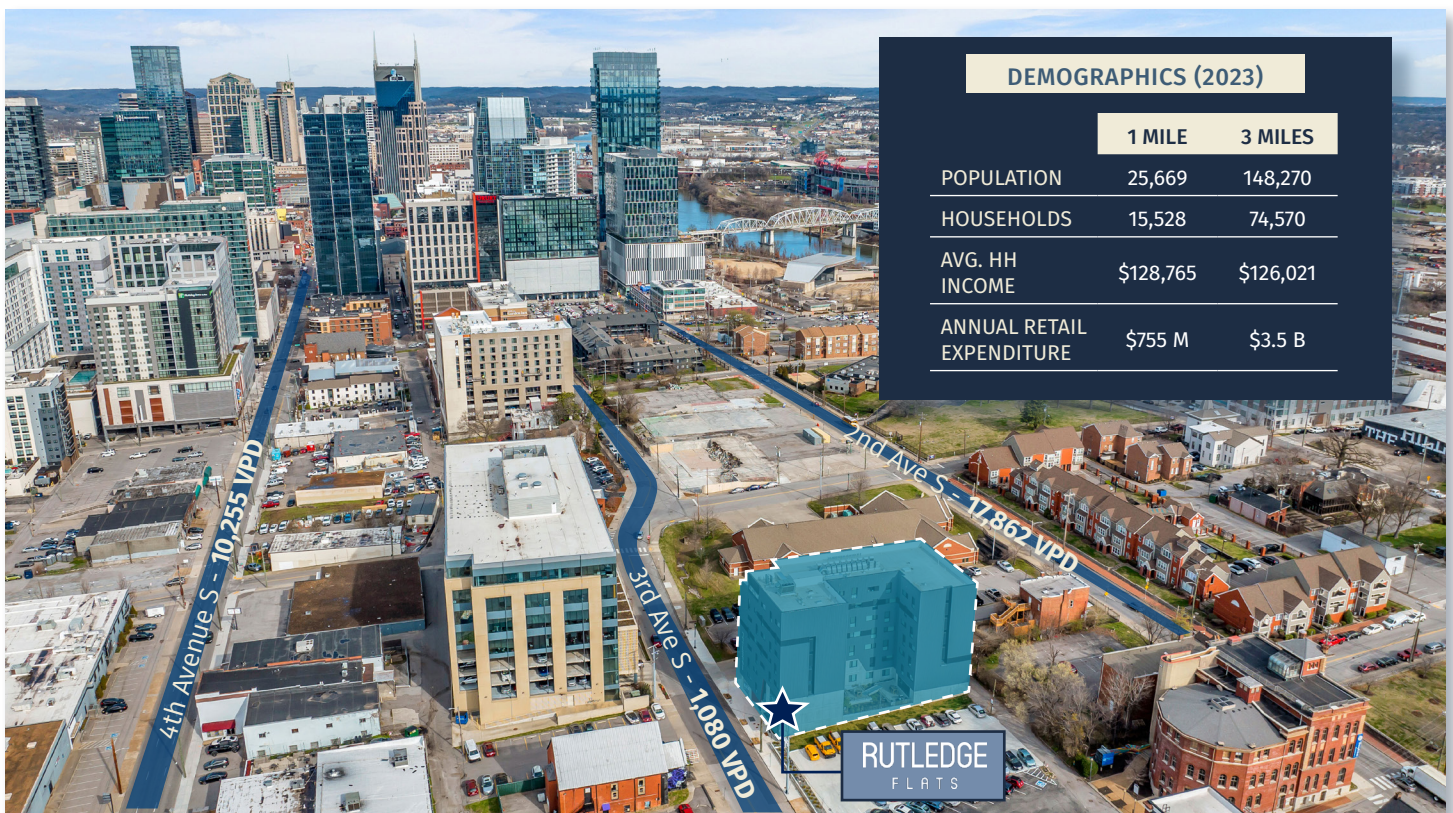 DEMOGRAPHICS (2023)
1 MILE 3 MILES
POPULATION 25,669 148,270
HOUSEHOLDS 15,528 74,570
AVG. HH
INCOME $128,765 $126,021
ANNUAL RETAIL
EXPENDITURE $755 M $3.5 B
4th Avenue S - 10,255 VPD
3rd Ave S - 1,080 VPD
2nd Ave S - 17,862 VPD
RUTLEDGE
FLATS